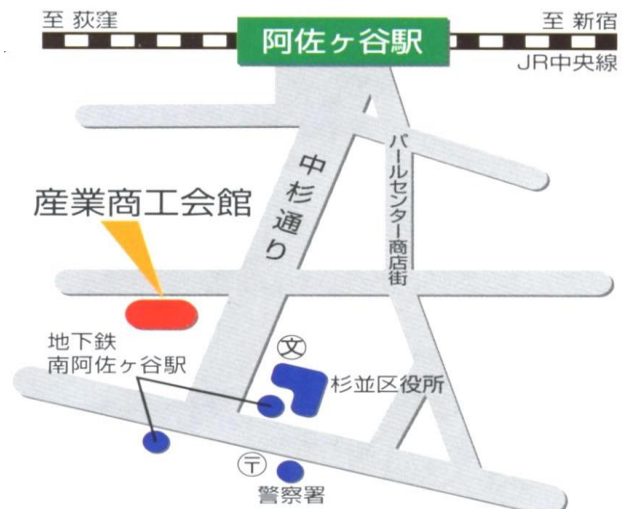 至 荻窪
至 新宿
阿佐ヶ谷駅
JR中央線
中杉通り
パールセンター商店街
産業商工会館
地下鉄
南阿佐ヶ谷駅
文
杉並区役所
〒
警察署